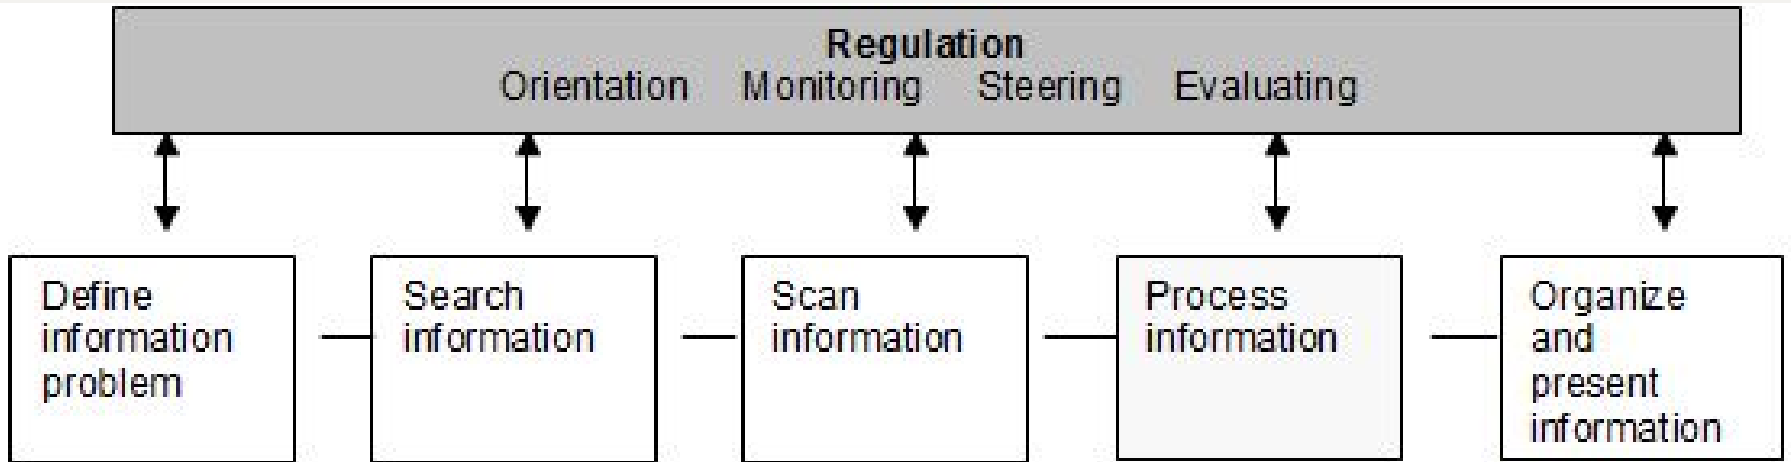 Regulation
Orientation Monitoring Steering Evaluating
Define
information
problem
Search
information
Scan
information
Process
information
Organize
and
present
information